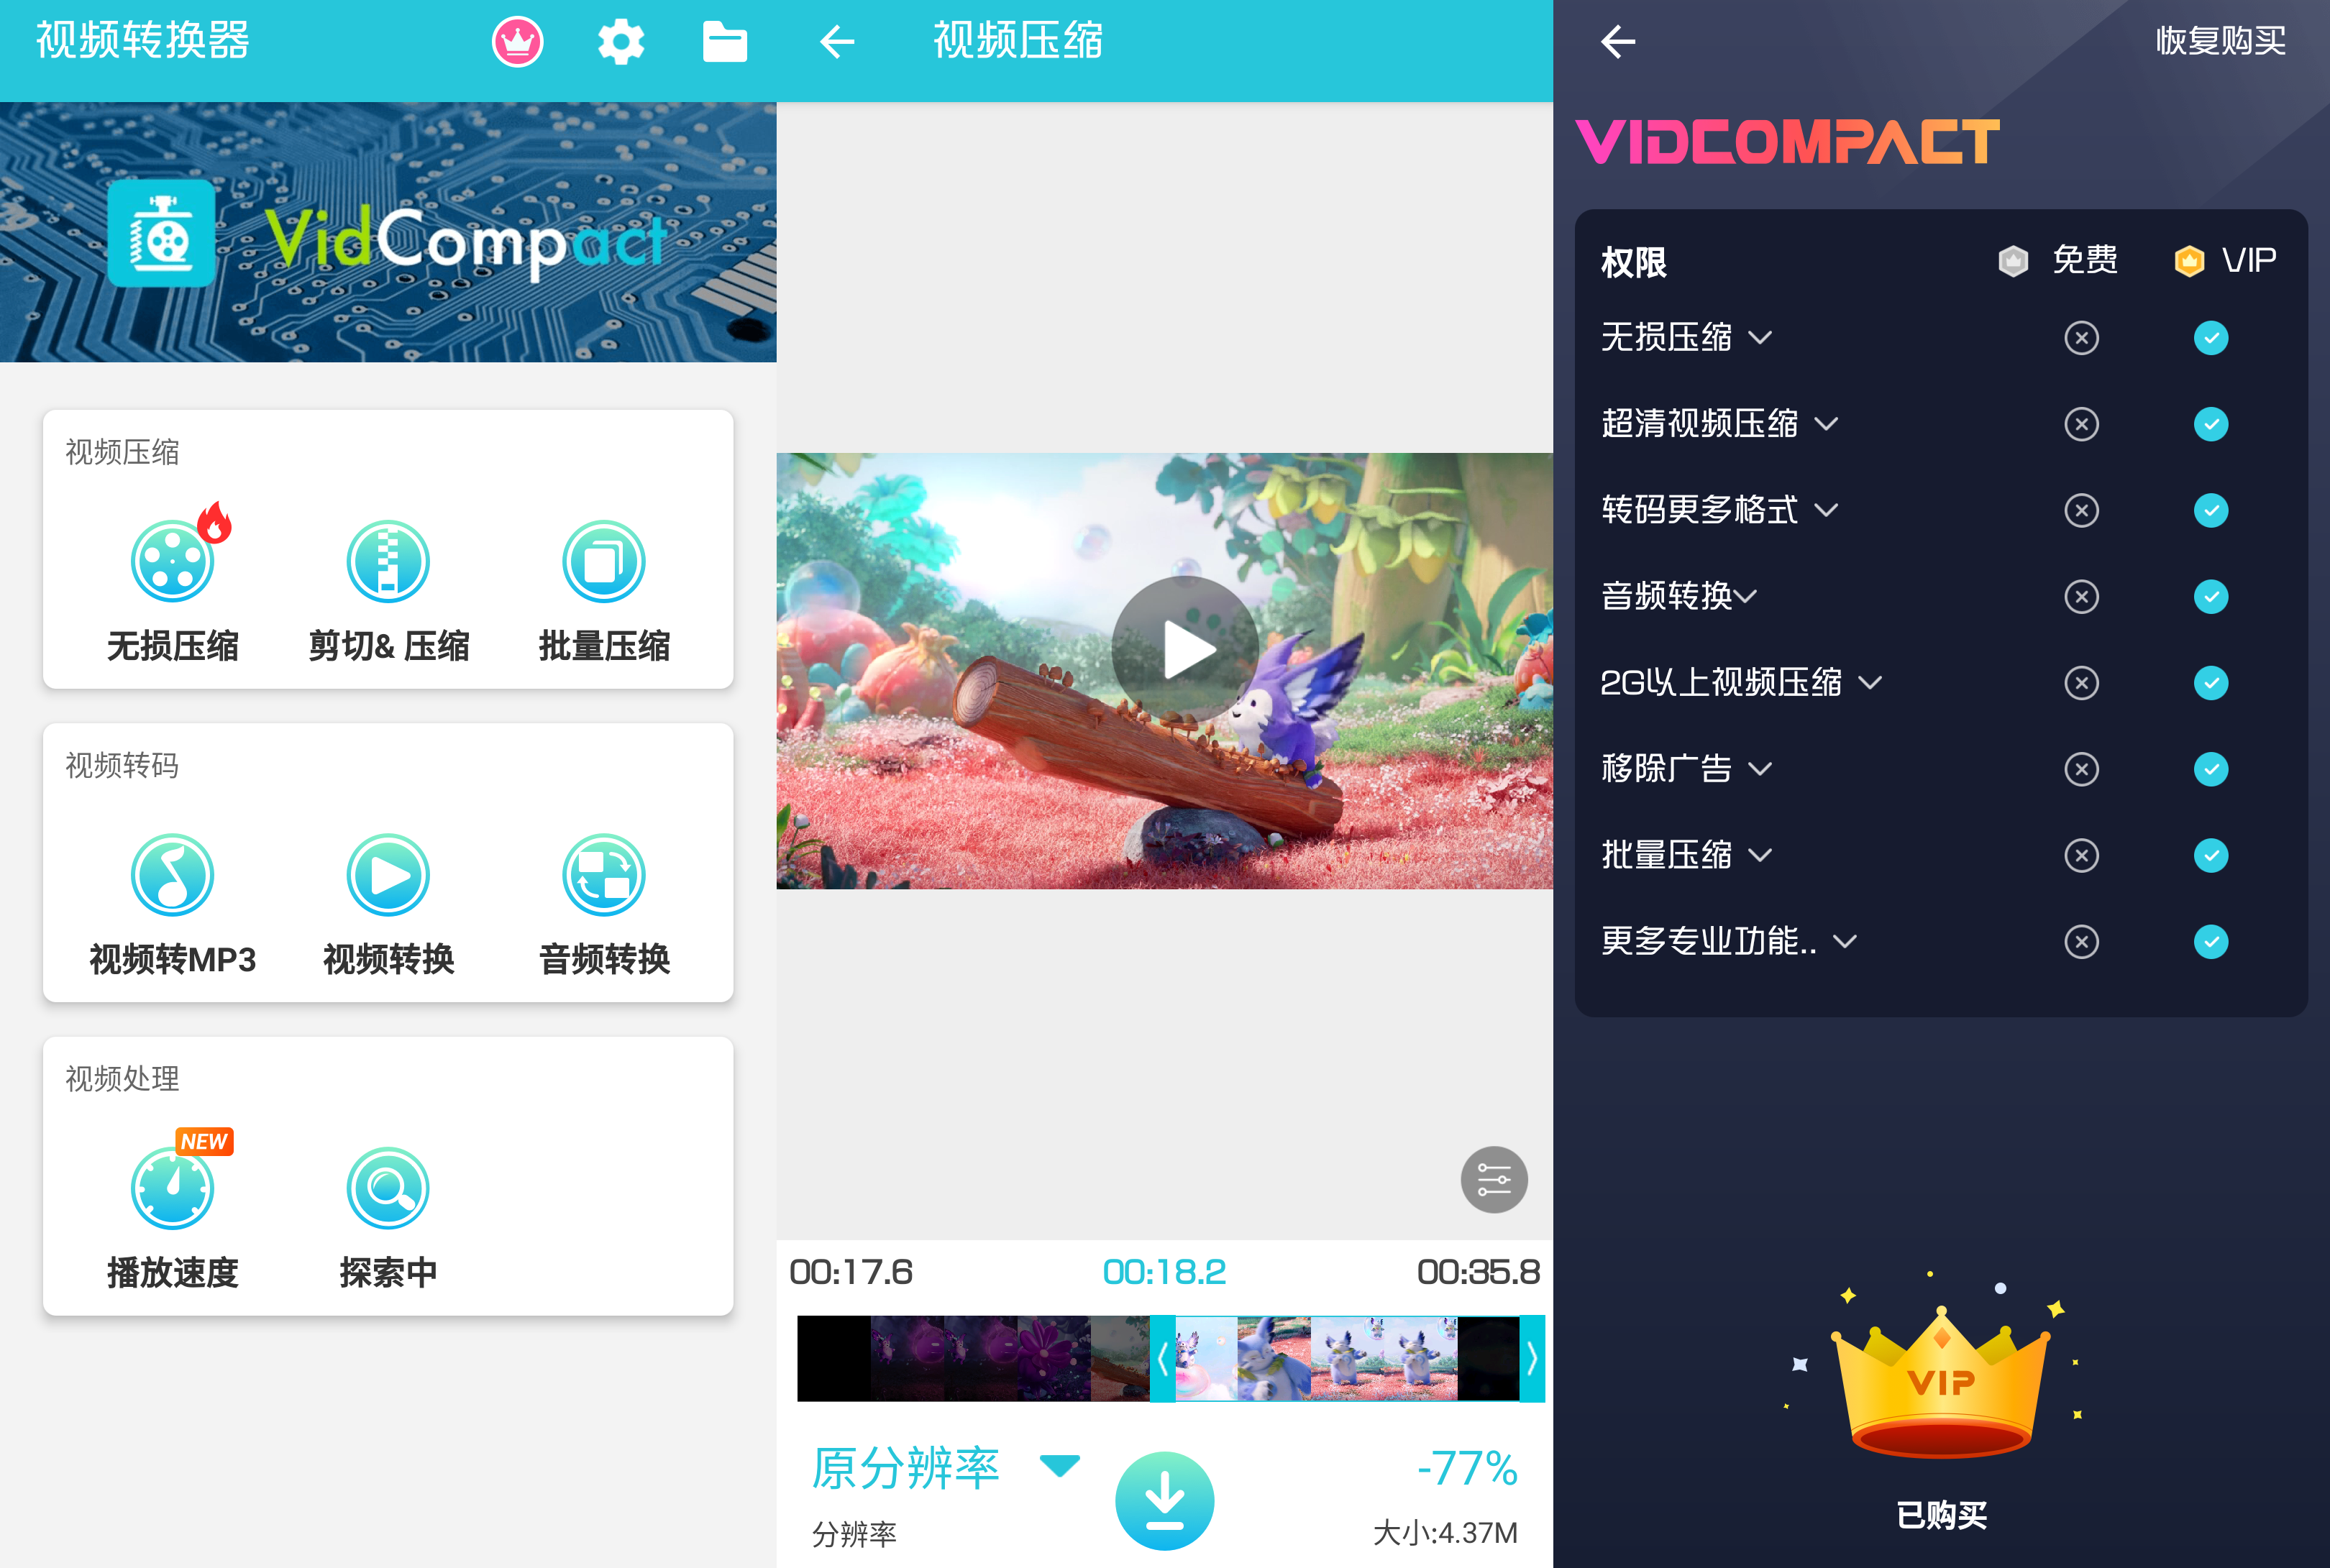 视频转换器
VidCompact
视频压缩
无损压缩
剪切& 压缩
批量压缩
视频转码
视频转MP3
视频转换
音频转换
视频处理
NEW
播放速度
探索中
视频压缩
00:17.6
00:18.2
00:35.8
原分辨率
-77%
分辨率
大小:4.37M
恢复购买
VIDCOMPACT
权限
免费
VIP
无损压缩
超清视频压缩
转码更多格式
音频转换
2G以上视频压缩
移除广告
批量压缩
更多专业功能..
VIP
已购买